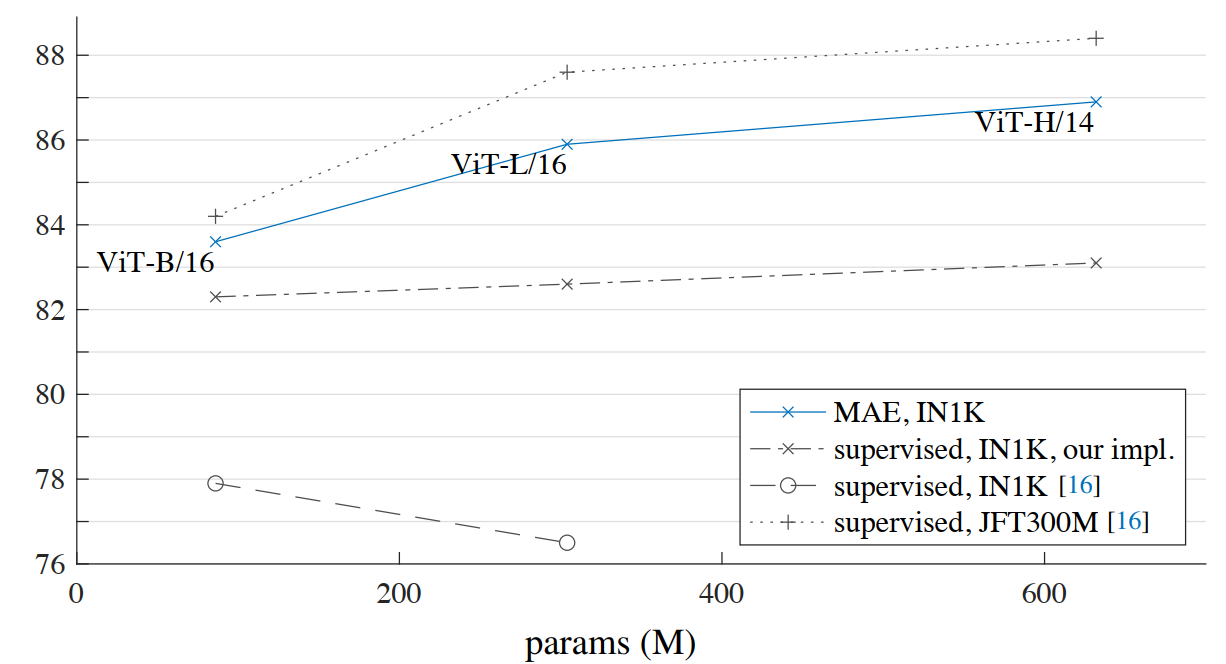 88
86
84
82
80
78
76
0
200
400
600
params (M)
ViT-B/16
ViT-L/16
ViT-H/14
MAE, IN1K
supervised, IN1K, our impl.
supervised, IN1K [16]
supervised, JFT300M [16]